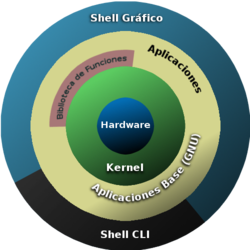 Shell Gráfico
Aplicaciones
Biblioteca de Funciones
Hardware
Kernel
Aplicaciones Base (GNU)
Shell CLI